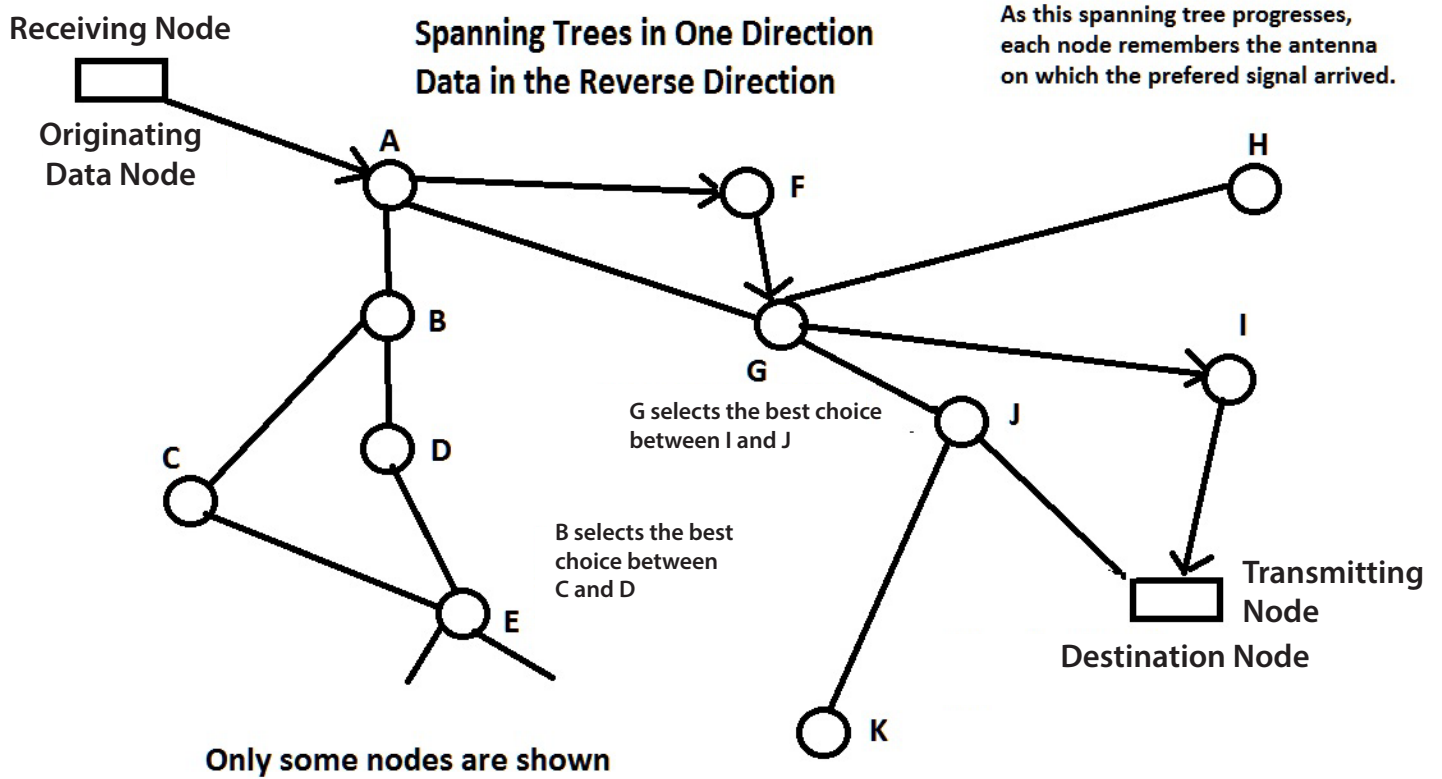 Receiving Node
Originating
Data Node
Spanning Trees in One Direction
Data in the Reverse Direction
As this spanning tree progresses,
each node remembers the antenna
on which the prefered signal arrived.
A
F
H
B
G
I
G selects the best choice
between I and J
J
C
D
B selects the best
choice between
C and D
E
Transmitting
Node
Destination Node
K
Only some nodes are shown